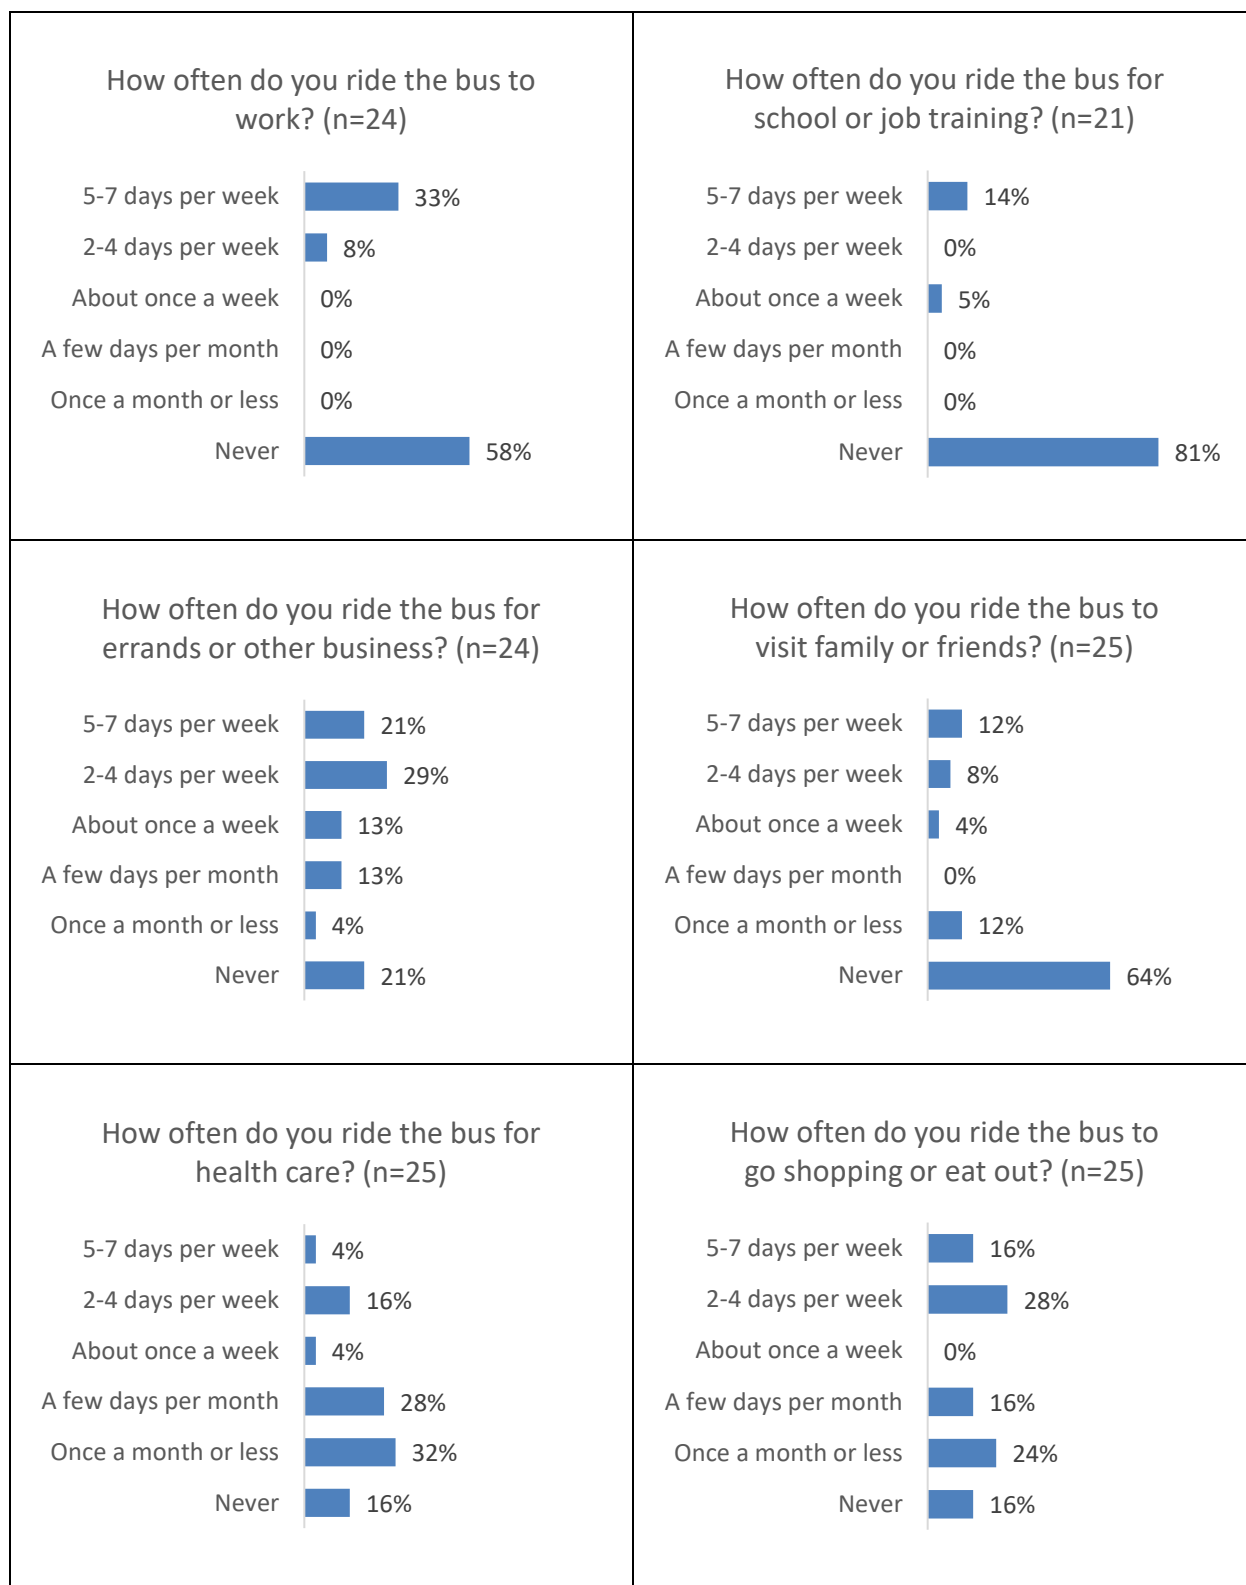 How often do you ride the bus to
work? (n=24)
5-7 days per week 33%
2-4 days per week 8%
About once a week 0%
A few days per month 0%
Once a month or less 0%
Never 58%
How often do you ride the bus for
school or job training? (n=21)
5-7 days per week 14%
2-4 days per week 0%
About once a week 5%
A few days per month 0%
Once a month or less 0%
Never 81%
How often do you ride the bus for
errands or other business? (n=24)
5-7 days per week 21%
2-4 days per week 29%
About once a week 13%
A few days per month 13%
Once a month or less 4%
Never 21%
How often do you ride the bus to
visit family or friends? (n=25)
5-7 days per week 12%
2-4 days per week 8%
About once a week 4%
A few days per month 0%
Once a month or less 12%
Never 64%
How often do you ride the bus for
health care? (n=25)
5-7 days per week 4%
2-4 days per week 16%
About once a week 4%
A few days per month 28%
Once a month or less 32%
Never 16%
How often do you ride the bus to
go shopping or eat out? (n=25)
5-7 days per week 16%
2-4 days per week 28%
About once a week 0%
A few days per month 16%
Once a month or less 24%
Never 16%